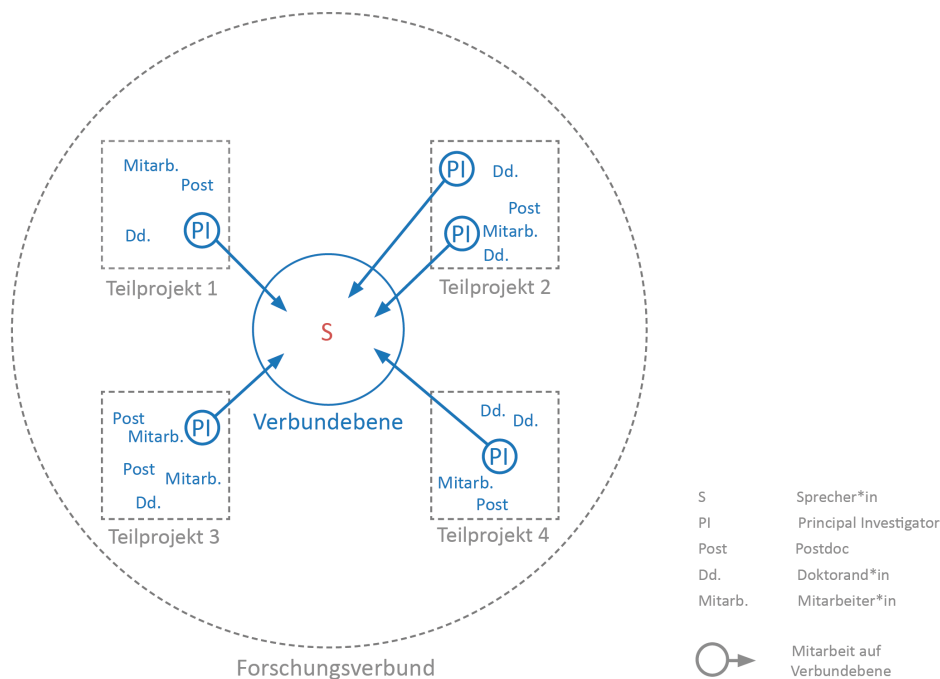 Mitarb.
Post
Dd.
PI
Teilprojekt 1
PI
Dd.
Post
PI
Mitarb.
Dd.
Teilprojekt 2
S
Verbundebene
Post
Mitarb.
PI
Post
Mitarb.
Dd.
Teilprojekt 3
Dd.
Dd.
PI
Mitarb.
Post
Teilprojekt 4
Forschungsverbund
S Sprecher*in
PI Principal Investigator
Post Postdoc
Dd. Doktorand*in
Mitarb. Mitarbeiter*in
Mitarbeit auf
Verbundebene